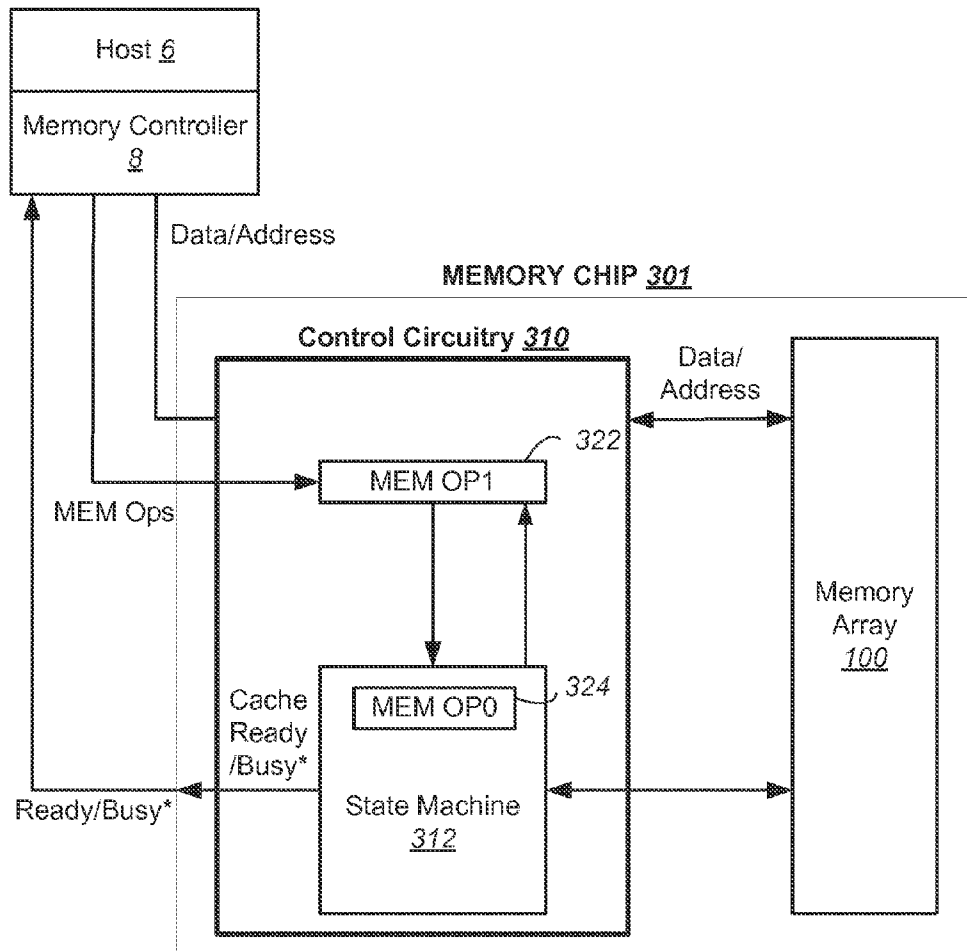 Host 6
Memory Controller
8
Data/Address
MEMORY CHIP 301
Control Circuitry 310
Data/
Address
322
MEM OP1
MEM Ops
Memory
Array
100
324
MEM OP0
Cache
Ready
/Busy*
Ready/Busy*
State Machine
312